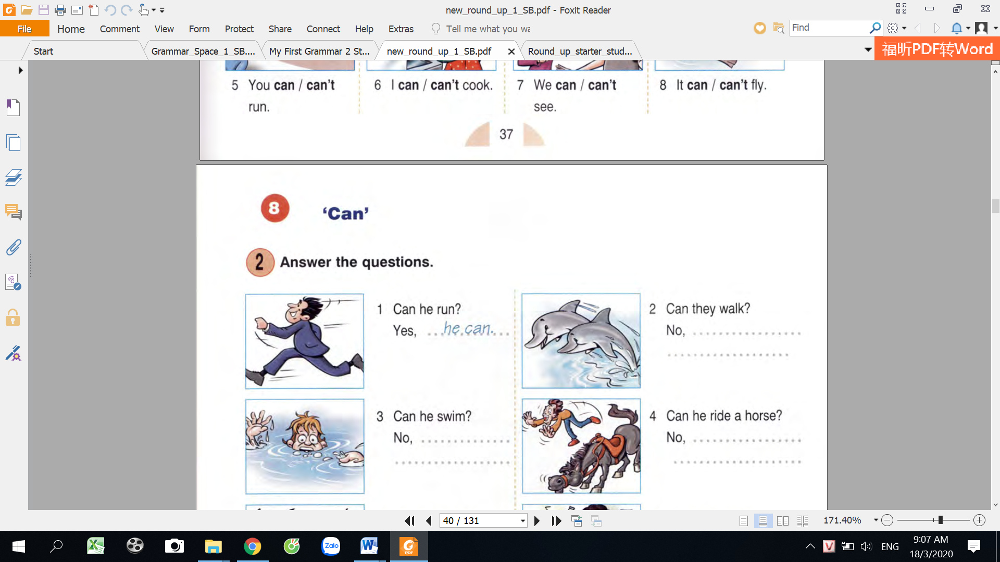 new_round_up_1_SB.pdf - Foxit Reader
File Home Comment View Form Protect Share Connect Help Extras Tell me what you wa
Find
Start Grammar_Space_1_SB.... My First Grammar 2 St... new_round_up_1_SB.pdf Round_up_starter_stud...
福昕PDF转Word
5 You can / can't
run.
6 I can / can't cook.
7 We can / can't
see.
8 It can / can't fly.
37
8 ‘Can’
2 Answer the questions.
1 Can he run?
Yes, ...he can....
2 Can they walk?
No, ..................
....................
3 Can he swim?
No, ...............
...................
4 Can he ride a horse?
No, ..................
.....................
40 / 131
171.40%
Zalo
PDF
ENG
9:07 AM
18/3/2020